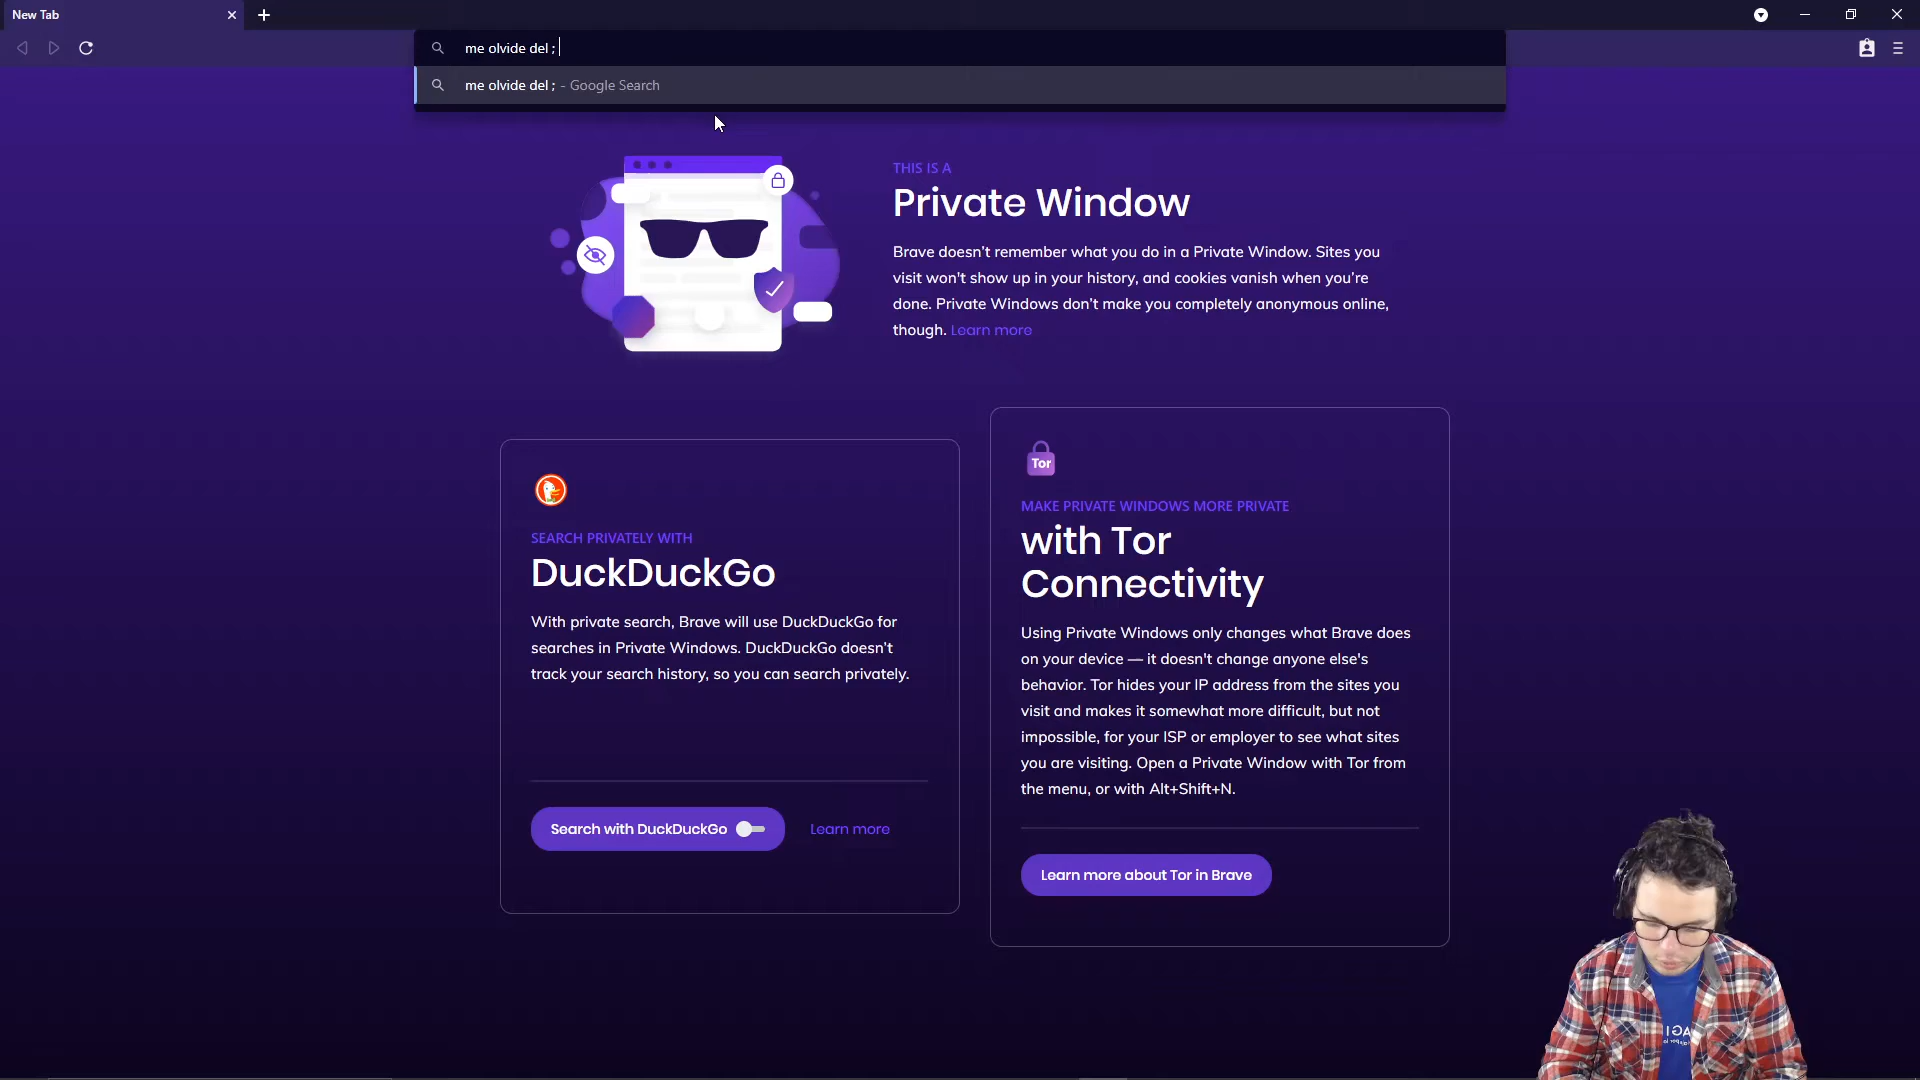 New Tab
me olvide del ;
me olvide del ; - Google Search
THIS IS A
Private Window
Brave doesn't remember what you do in a Private Window. Sites you
visit won't show up in your history, and cookies vanish when you're
done. Private Windows don't make you completely anonymous online,
though. Learn more
SEARCH PRIVATELY WITH
DuckDuckGo
With private search, Brave will use DuckDuckGo for
searches in Private Windows. DuckDuckGo doesn't
track your search history, so you can search privately.
Search with DuckDuckGo
Learn more
Tor
MAKE PRIVATE WINDOWS MORE PRIVATE
with Tor
Connectivity
Using Private Windows only changes what Brave does
on your device — it doesn't change anyone else's
behavior. Tor hides your IP address from the sites you
visit and makes it somewhat more difficult, but not
impossible, for your ISP or employer to see what sites
you are visiting. Open a Private Window with Tor from
the menu, or with Alt+Shift+N.
Learn more about Tor in Brave